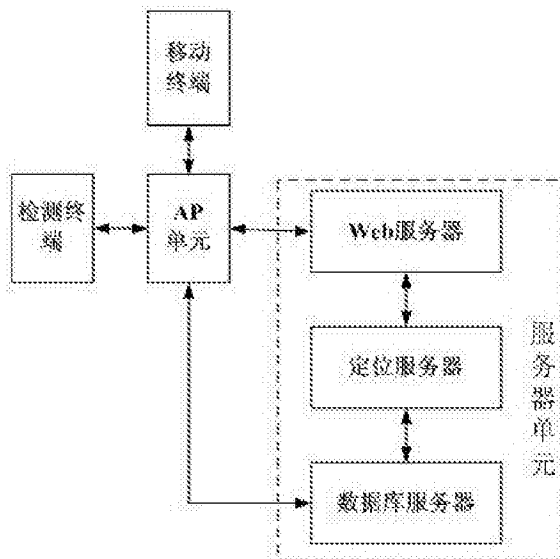 移动
终端
检测终
端
AP
单元
Web服务器
定位服务器
数据库服务器
服务器单元